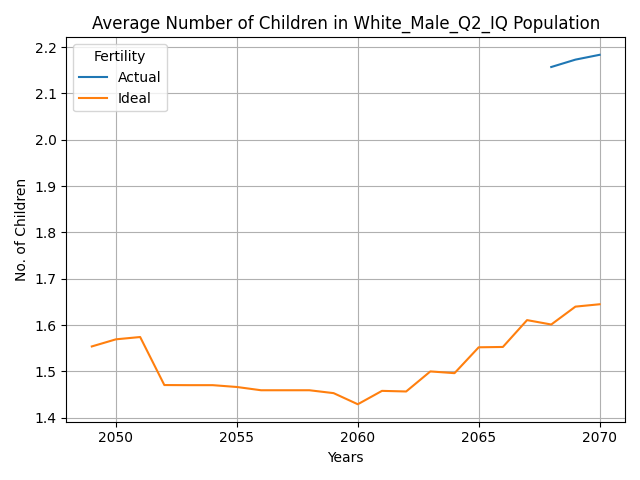 Average Number of Children in White_Male_Q2_IQ Population
Fertility
Actual
Ideal
No. of Children
2.2
2.1
2.0
1.9
1.8
1.7
1.6
1.5
1.4
2050
2055
2060
2065
2070
Years